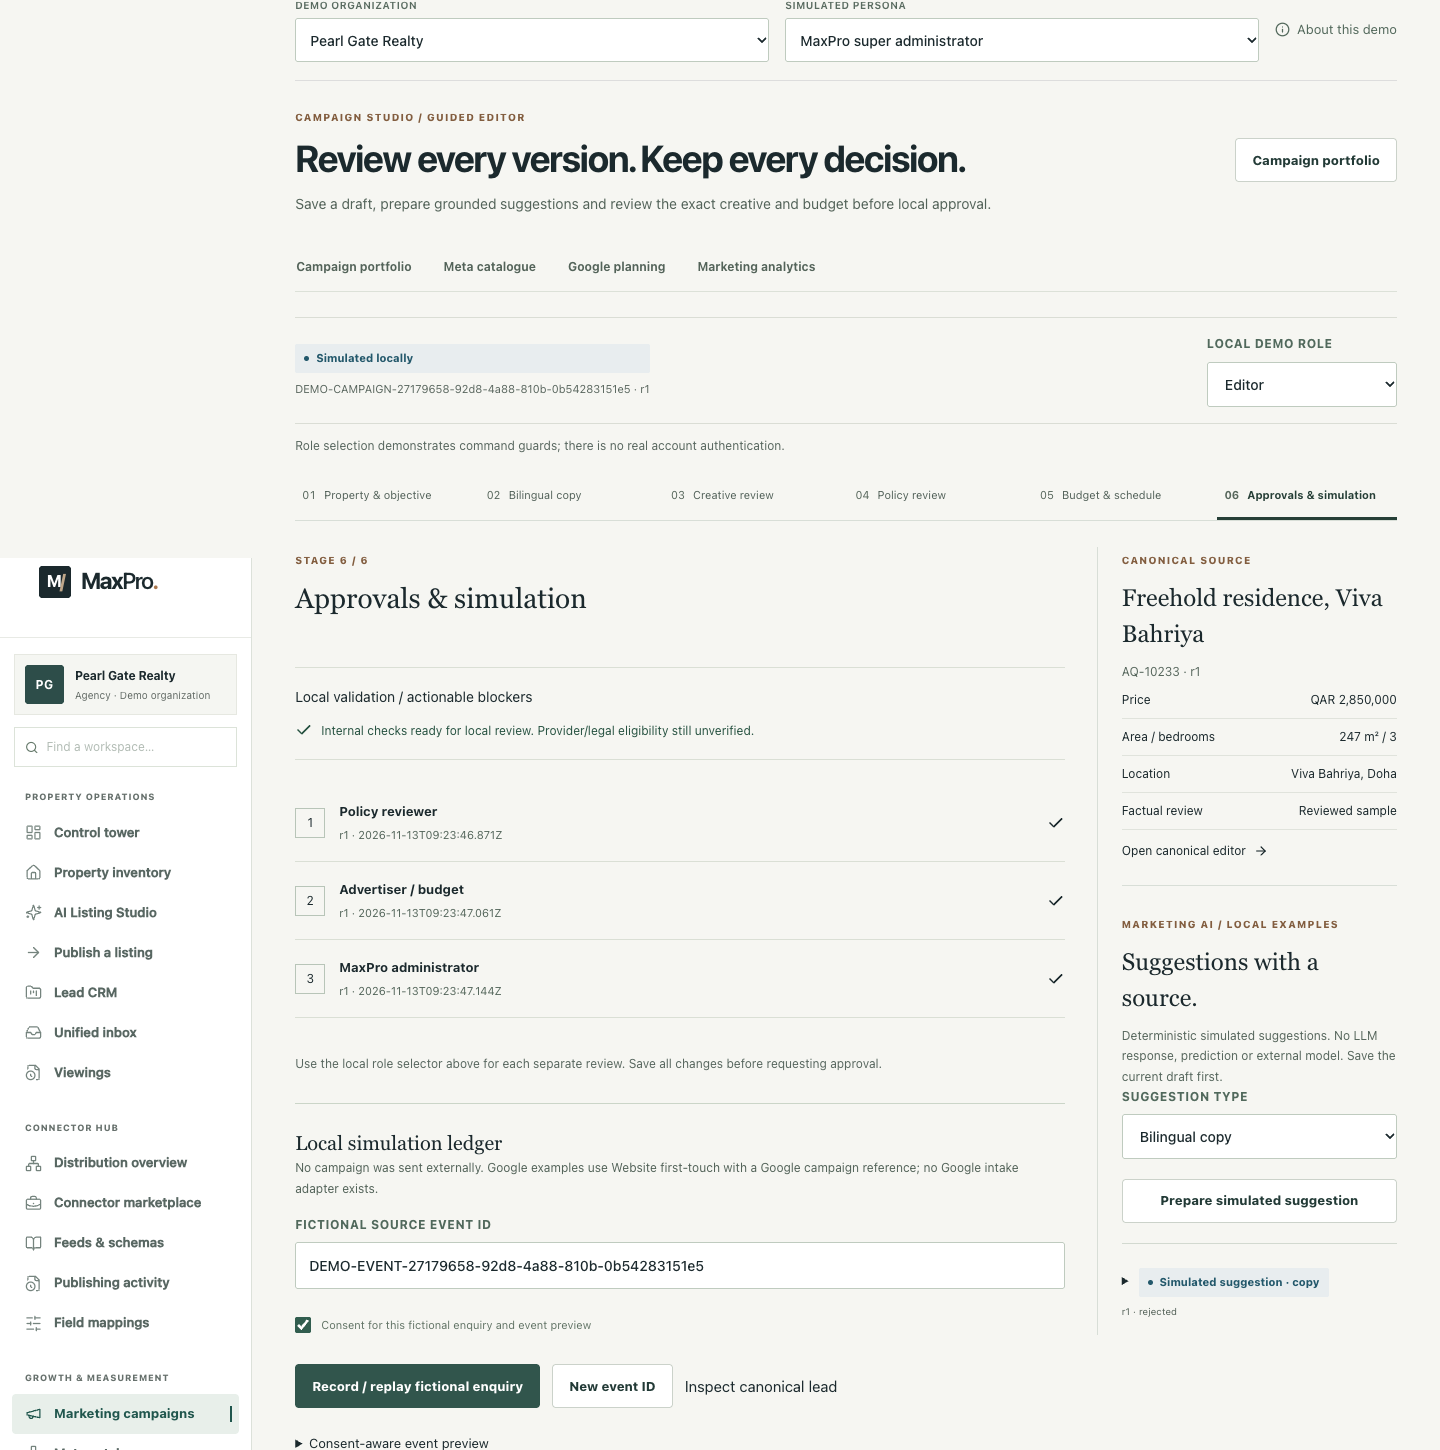 DEMO ORGANIZATION
SIMULATED PERSONA
Pearl Gate Realty
MaxPro super administrator
About this demo
CAMPAIGN STUDIO / GUIDED EDITOR
Review every version. Keep every decision.
Campaign portfolio
Save a draft, prepare grounded suggestions and review the exact creative and budget before local approval.
Campaign portfolio
Meta catalogue
Google planning
Marketing analytics
Simulated locally
DEMO-CAMPAIGN-27179658-92d8-4a88-810b-0b54283151e5 · r1
LOCAL DEMO ROLE
Editor
Role selection demonstrates command guards; there is no real account authentication.
01 Property & objective
02 Bilingual copy
03 Creative review
04 Policy review
05 Budget & schedule
06 Approvals & simulation
M/ MaxPro.
Pearl Gate Realty
PG
Agency · Demo organization
Find a workspace...
PROPERTY OPERATIONS
Control tower
Property inventory
AI Listing Studio
Publish a listing
Lead CRM
Unified inbox
Viewings
CONNECTOR HUB
Distribution overview
Connector marketplace
Feeds & schemas
Publishing activity
Field mappings
GROWTH & MEASUREMENT
Marketing campaigns
STAGE 6 / 6
Approvals & simulation
Local validation / actionable blockers
Internal checks ready for local review. Provider/legal eligibility still unverified.
1
Policy reviewer
r1 · 2026-11-13T09:23:46.871Z
2
Advertiser / budget
r1 · 2026-11-13T09:23:47.061Z
3
MaxPro administrator
r1 · 2026-11-13T09:23:47.144Z
Use the local role selector above for each separate review. Save all changes before requesting approval.
Local simulation ledger
No campaign was sent externally. Google examples use Website first-touch with a Google campaign reference; no Google intake
adapter exists.
FICTIONAL SOURCE EVENT ID
DEMO-EVENT-27179658-92d8-4a88-810b-0b54283151e5
Consent for this fictional enquiry and event preview
Record / replay fictional enquiry
New event ID
Inspect canonical lead
Consent-aware event preview
CANONICAL SOURCE
Freehold residence, Viva
Bahriya
AQ-10233 · r1
Price QAR 2,850,000
Area / bedrooms 247 m² / 3
Location Viva Bahriya, Doha
Factual review Reviewed sample
Open canonical editor
MARKETING AI / LOCAL EXAMPLES
Suggestions with a
source.
Deterministic simulated suggestions. No LLM
response, prediction or external model. Save the
current draft first.
SUGGESTION TYPE
Bilingual copy
Prepare simulated suggestion
Simulated suggestion · copy
r1 · rejected